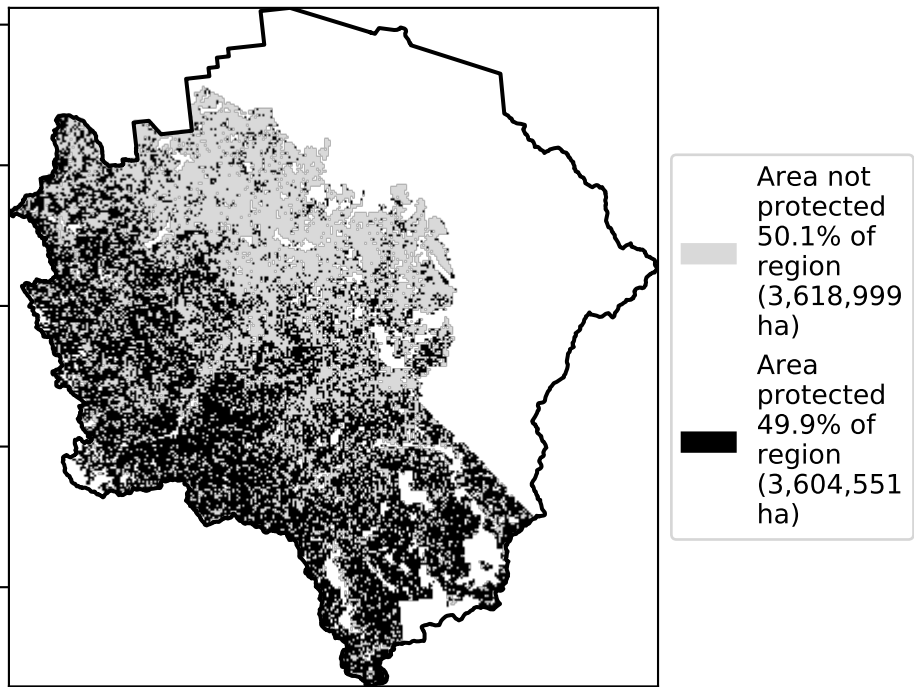 Area not
protected
50.1% of
region
(3,618,999
ha)
Area
protected
49.9% of
region
(3,604,551
ha)